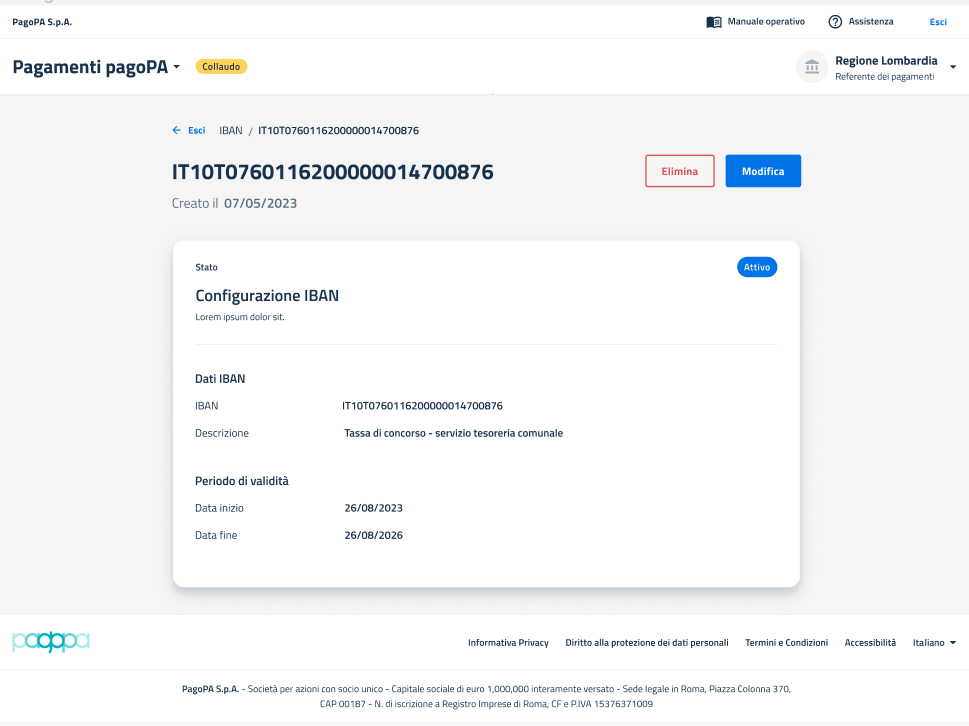 PagoPA S.p.A.
Manuale operativo
Assistenza
Esci
Pagamenti pagoPA
Collaudo
Regione Lombardia
Referente dei pagamenti
Esci IBAN / IT10T0760116200000014700876
IT10T0760116200000014700876
Elimina
Modifica
Creato il 07/05/2023
Stato
Attivo
Configurazione IBAN
Lorem ipsum dolor sit.
Dati IBAN
IBAN IT10T0760116200000014700876
Descrizione Tassa di concorso - servizio tesoreria comunale
Periodo di validità
Data inizio 26/08/2023
Data fine 26/08/2026
pagopa
Informativa Privacy
Diritto alla protezione dei dati personali
Termini e Condizioni
Accessibilità
Italiano
PagoPA S.p.A. - Società per azioni con socio unico - Capitale sociale di euro 1,000,000 interamente versato - Sede legale in Roma, Piazza Colonna 370,
CAP 00187 - N. di iscrizione a Registro Imprese di Roma, CF e P.IVA 15376371009